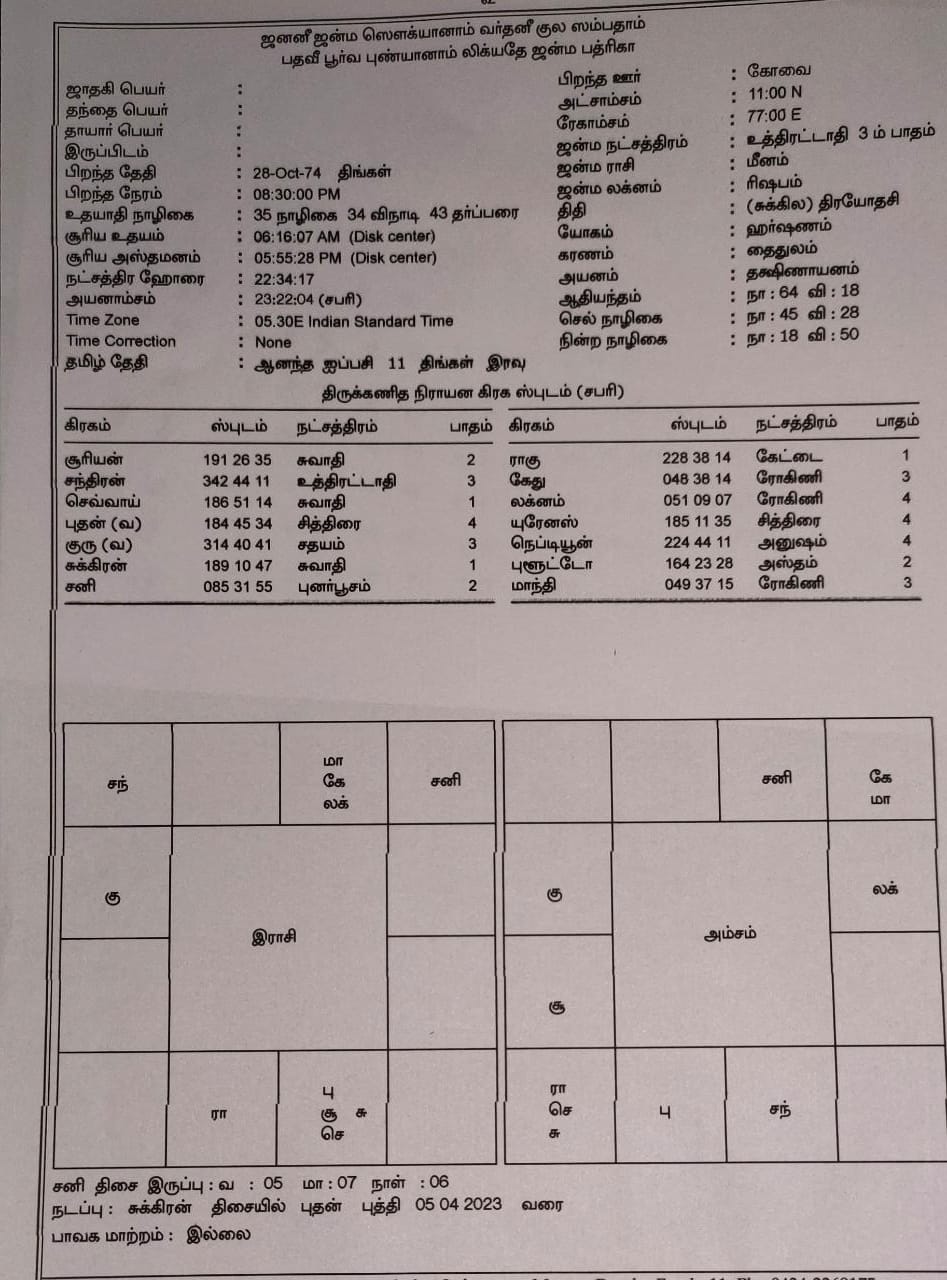 ஜனனீ ஜன்ம ஸௌக்யானாம் வர்தனீ குல ஸம்பதாம்
பதவீ பூர்வ புண்யானாம் லிக்யதே ஜன்ம பத்ரிகா
ஜாதகி பெயர் :
தந்தை பெயர் :
தாயார் பெயர் :
இருப்பிடம் :
பிறந்த தேதி : 28-Oct-74 திங்கள்
பிறந்த நேரம் : 08:30:00 PM
உதயாதி நாழிகை : 35 நாழிகை 34 விநாடி 43 தர்ப்பரை
சூரிய உதயம் : 06:16:07 AM (Disk center)
சூரிய அஸ்தமனம் : 05:55:28 PM (Disk center)
நட்சத்திர ஹோரை : 22:34:17
அயனாம்சம் : 23:22:04 (சபரி)
Time Zone : 05.30E Indian Standard Time
Time Correction : None
தமிழ் தேதி : ஆனந்த ஐப்பசி 11 திங்கள் இரவு
பிறந்த ஊர் : கோவை
அட்சாம்சம் : 11:00 N
ரேகாம்சம் : 77:00 E
ஜன்ம நட்சத்திரம் : உத்திரட்டாதி 3 ம் பாதம்
ஜன்ம ராசி : மீனம்
ஜன்ம லக்னம் : ரிஷபம்
திதி : (சுக்கில) திரயோதசி
யோகம் : ஹர்ஷணம்
கரணம் : தைதுலம்
அயனம் : தக்ஷிணாயனம்
ஆதியந்தம் : நா : 64 வி : 18
செல் நாழிகை : நா : 45 வி : 28
நின்ற நாழிகை : நா : 18 வி : 50
திருக்கணித நிராயன கிரக ஸ்புடம் (சபரி)
கிரகம் ஸ்புடம் நட்சத்திரம் பாதம் கிரகம் ஸ்புடம் நட்சத்திரம் பாதம்
சூரியன் 191 26 35 சுவாதி 2 ராகு 228 38 14 கேட்டை 1
சந்திரன் 342 44 11 உத்திரட்டாதி 3 கேது 048 38 14 ரோகிணி 3
செவ்வாய் 186 51 14 சுவாதி 1 லக்னம் 051 09 07 ரோகிணி 4
புதன் (வ) 184 45 34 சித்திரை 4 யுரேனஸ் 185 11 35 சித்திரை 4
குரு (வ) 314 40 41 சதயம் 3 நெப்டியூன் 224 44 11 அனுஷம் 4
சுக்கிரன் 189 10 47 சுவாதி 1 புளூட்டோ 164 23 28 அஸ்தம் 2
சனி 085 31 55 புனர்பூசம் 2 மாந்தி 049 37 15 ரோகிணி 3
மா
சந் கே சனி
லக்
கு
இராசி
பு
ரா சூ சு
செ
சனி கே
மா
கு லக்
அம்சம்
சூ
ரா
செ பு சந்
சு
சனி திசை இருப்பு : வ : 05 மா : 07 நாள் : 06
நடப்பு : சுக்கிரன் திசையில் புதன் புத்தி 05 04 2023 வரை
பாவக மாற்றம் : இல்லை